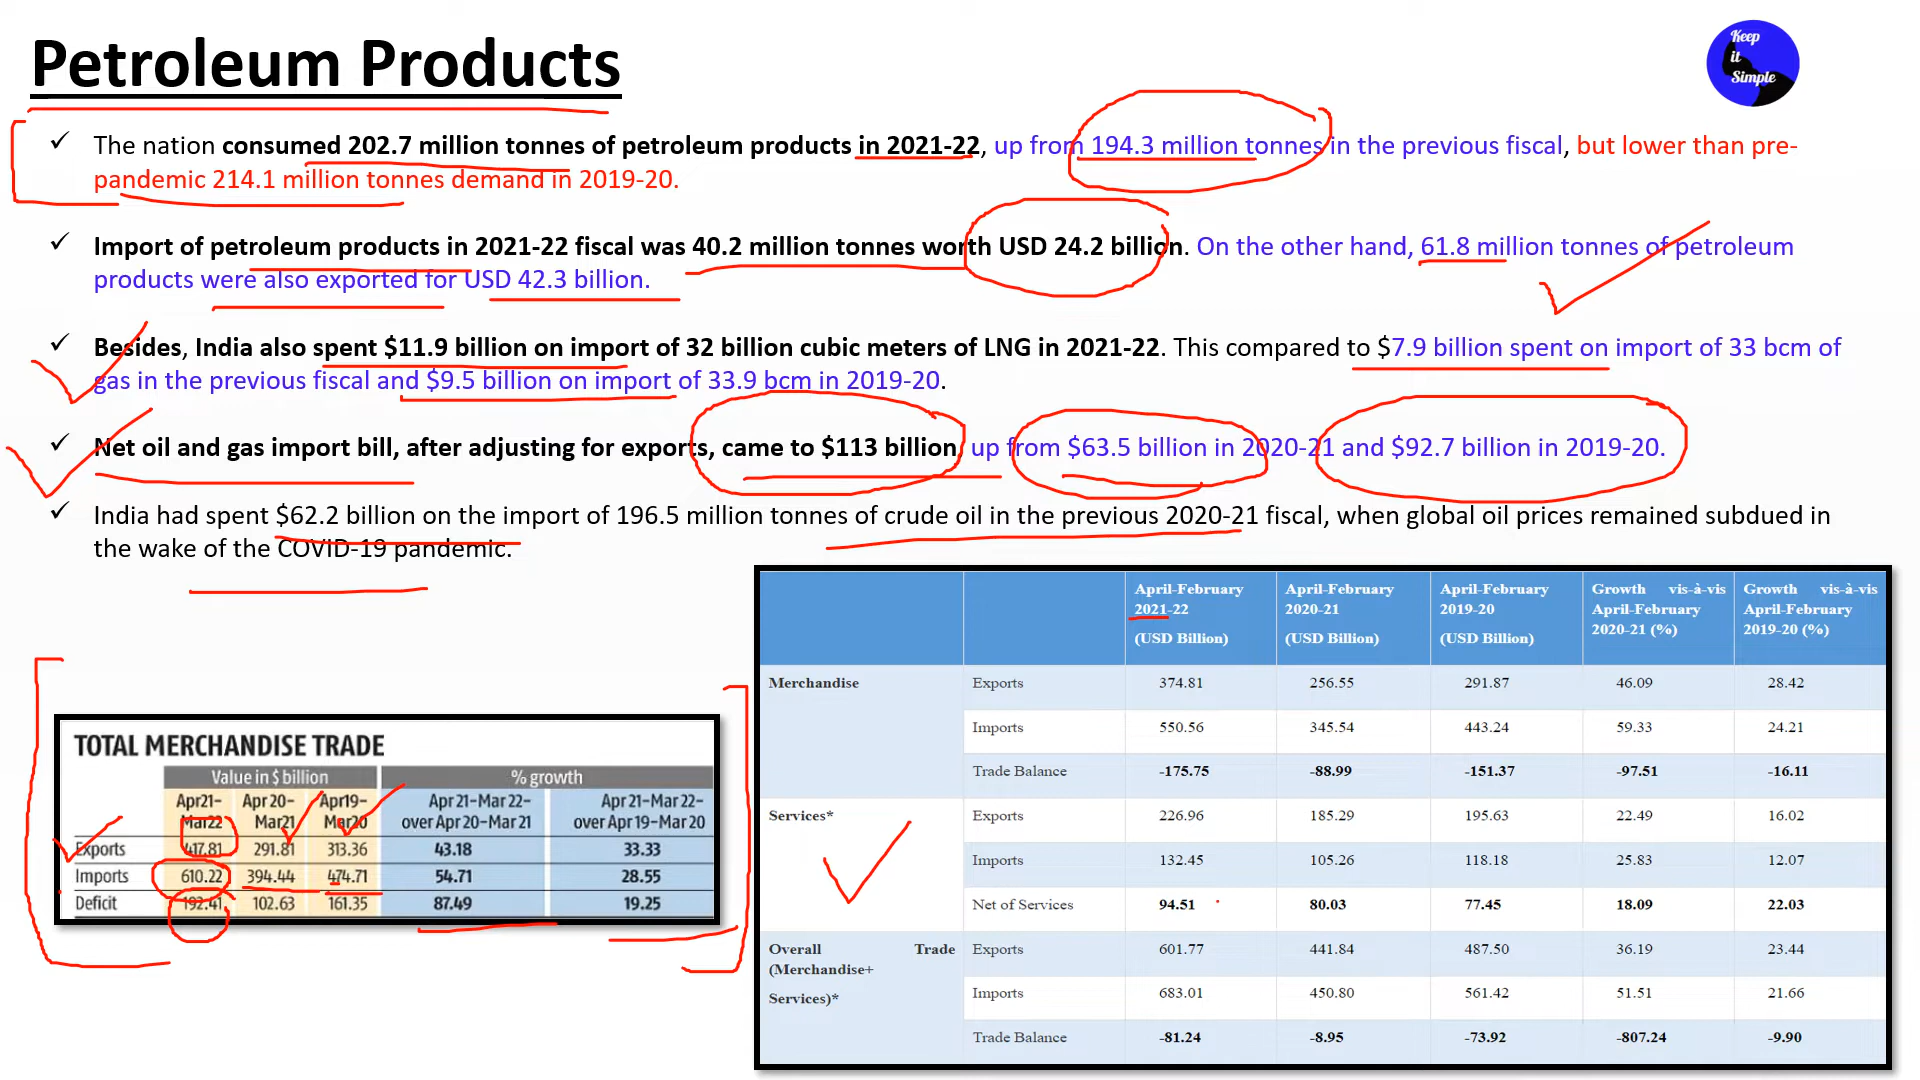 Petroleum Products
Keep
it
Simple
✓ The nation consumed 202.7 million tonnes of petroleum products in 2021-22, up from 194.3 million tonnes in the previous fiscal, but lower than pre-
pandemic 214.1 million tonnes demand in 2019-20.
✓ Import of petroleum products in 2021-22 fiscal was 40.2 million tonnes worth USD 24.2 billion. On the other hand, 61.8 million tonnes of petroleum
products were also exported for USD 42.3 billion.
✓ Besides, India also spent $11.9 billion on import of 32 billion cubic meters of LNG in 2021-22. This compared to $7.9 billion spent on import of 33 bcm of
gas in the previous fiscal and $9.5 billion on import of 33.9 bcm in 2019-20.
✓ Net oil and gas import bill, after adjusting for exports, came to $113 billion, up from $63.5 billion in 2020-21 and $92.7 billion in 2019-20.
✓ India had spent $62.2 billion on the import of 196.5 million tonnes of crude oil in the previous 2020-21 fiscal, when global oil prices remained subdued in
the wake of the COVID-19 pandemic.
TOTAL MERCHANDISE TRADE
Value in $ billion % growth
Apr21– Apr 20– Apr19– Apr 21–Mar 22– Apr 21–Mar 22–
Mar22 Mar21 Mar20 over Apr 20–Mar 21 over Apr 19–Mar 20
Exports 417.81 291.81 313.36 43.18 33.33
Imports 610.22 394.44 474.71 54.71 28.55
Deficit 192.41 102.63 161.35 87.49 19.25
April-February April-February April-February Growth vis-à-vis Growth vis-à-vis
2021-22 2020-21 2019-20 April-February April-February
(USD Billion) (USD Billion) (USD Billion) 2020-21 (%) 2019-20 (%)
Merchandise Exports 374.81 256.55 291.87 46.09 28.42
Imports 550.56 345.54 443.24 59.33 24.21
Trade Balance -175.75 -88.99 -151.37 -97.51 -16.11
Services* Exports 226.96 185.29 195.63 22.49 16.02
Imports 132.45 105.26 118.18 25.83 12.07
Net of Services 94.51 80.03 77.45 18.09 22.03
Overall Trade Exports 601.77 441.84 487.50 36.19 23.44
(Merchandise+
Services)* Imports 683.01 450.80 561.42 51.51 21.66
Trade Balance -81.24 -8.95 -73.92 -807.24 -9.90